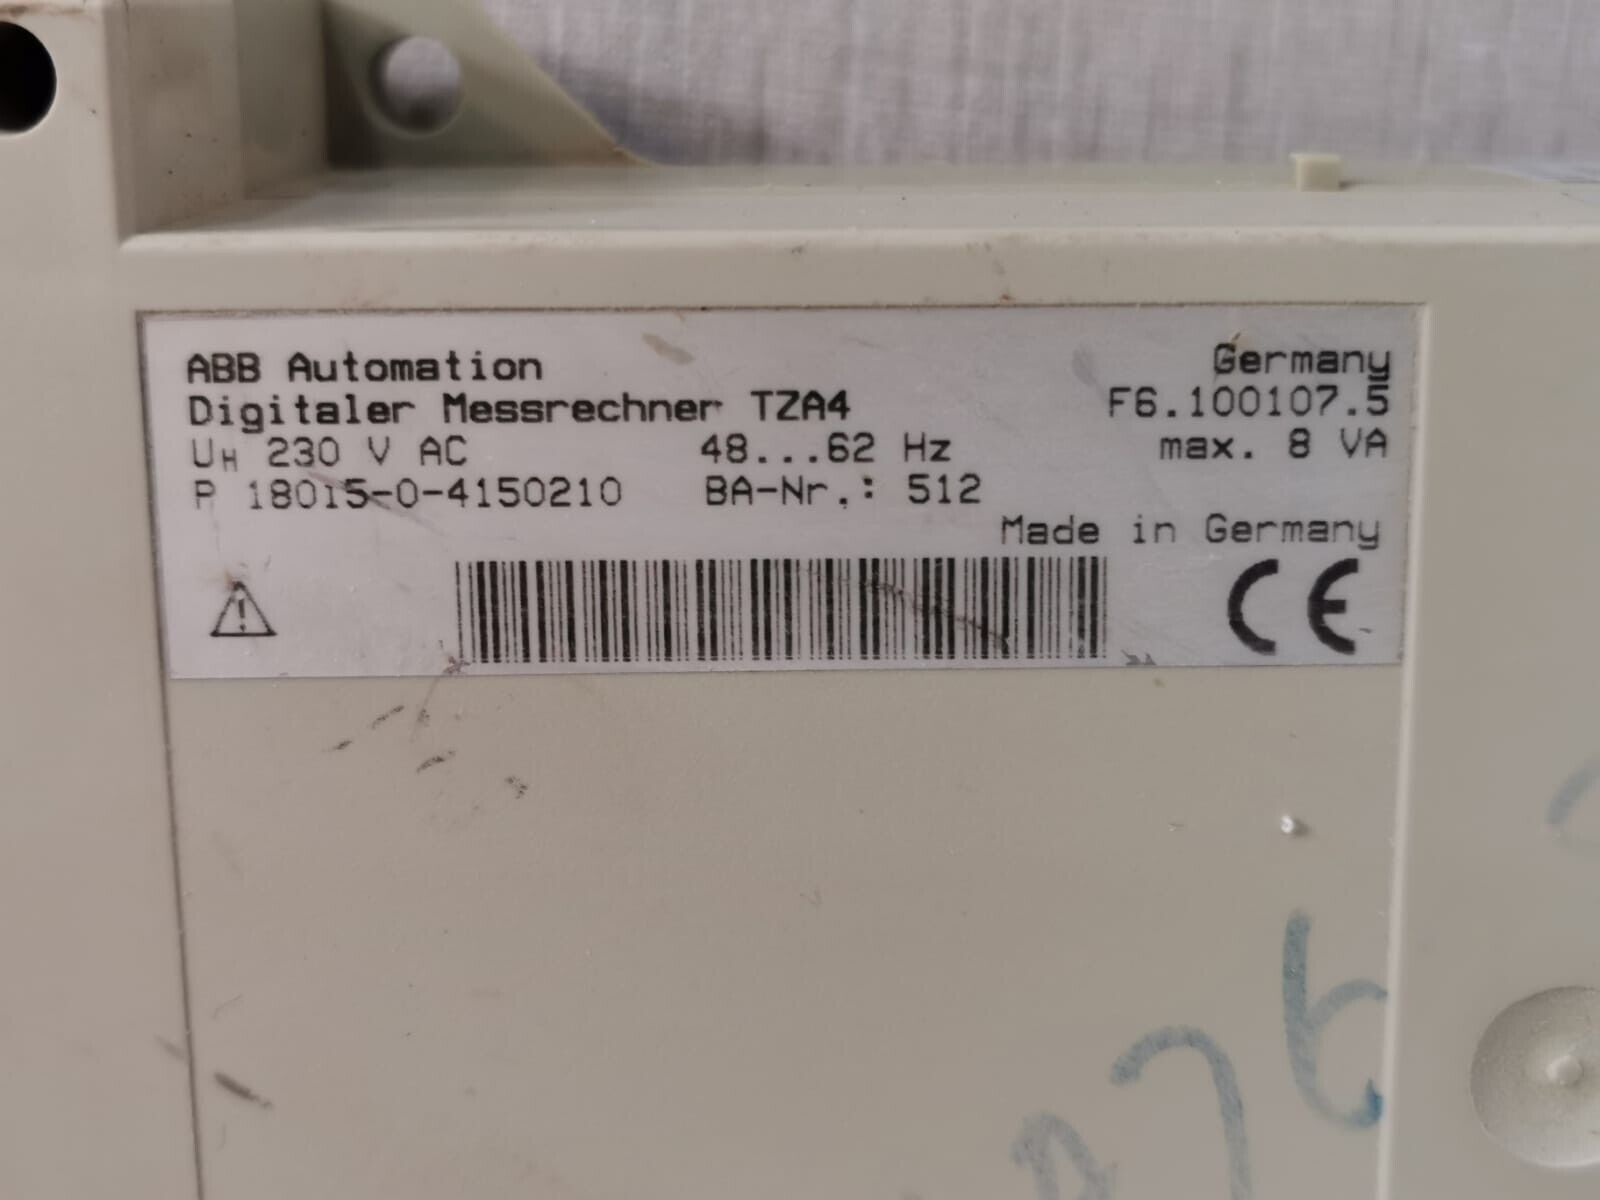 ABB Automation Germany
Digitaler Messrechner TZA4 F6.100107.5
UH 230 V AC 48...62 Hz max. 8 VA
P 18015-0-4150210 BA-Nr.: 512
Made in Germany
CE